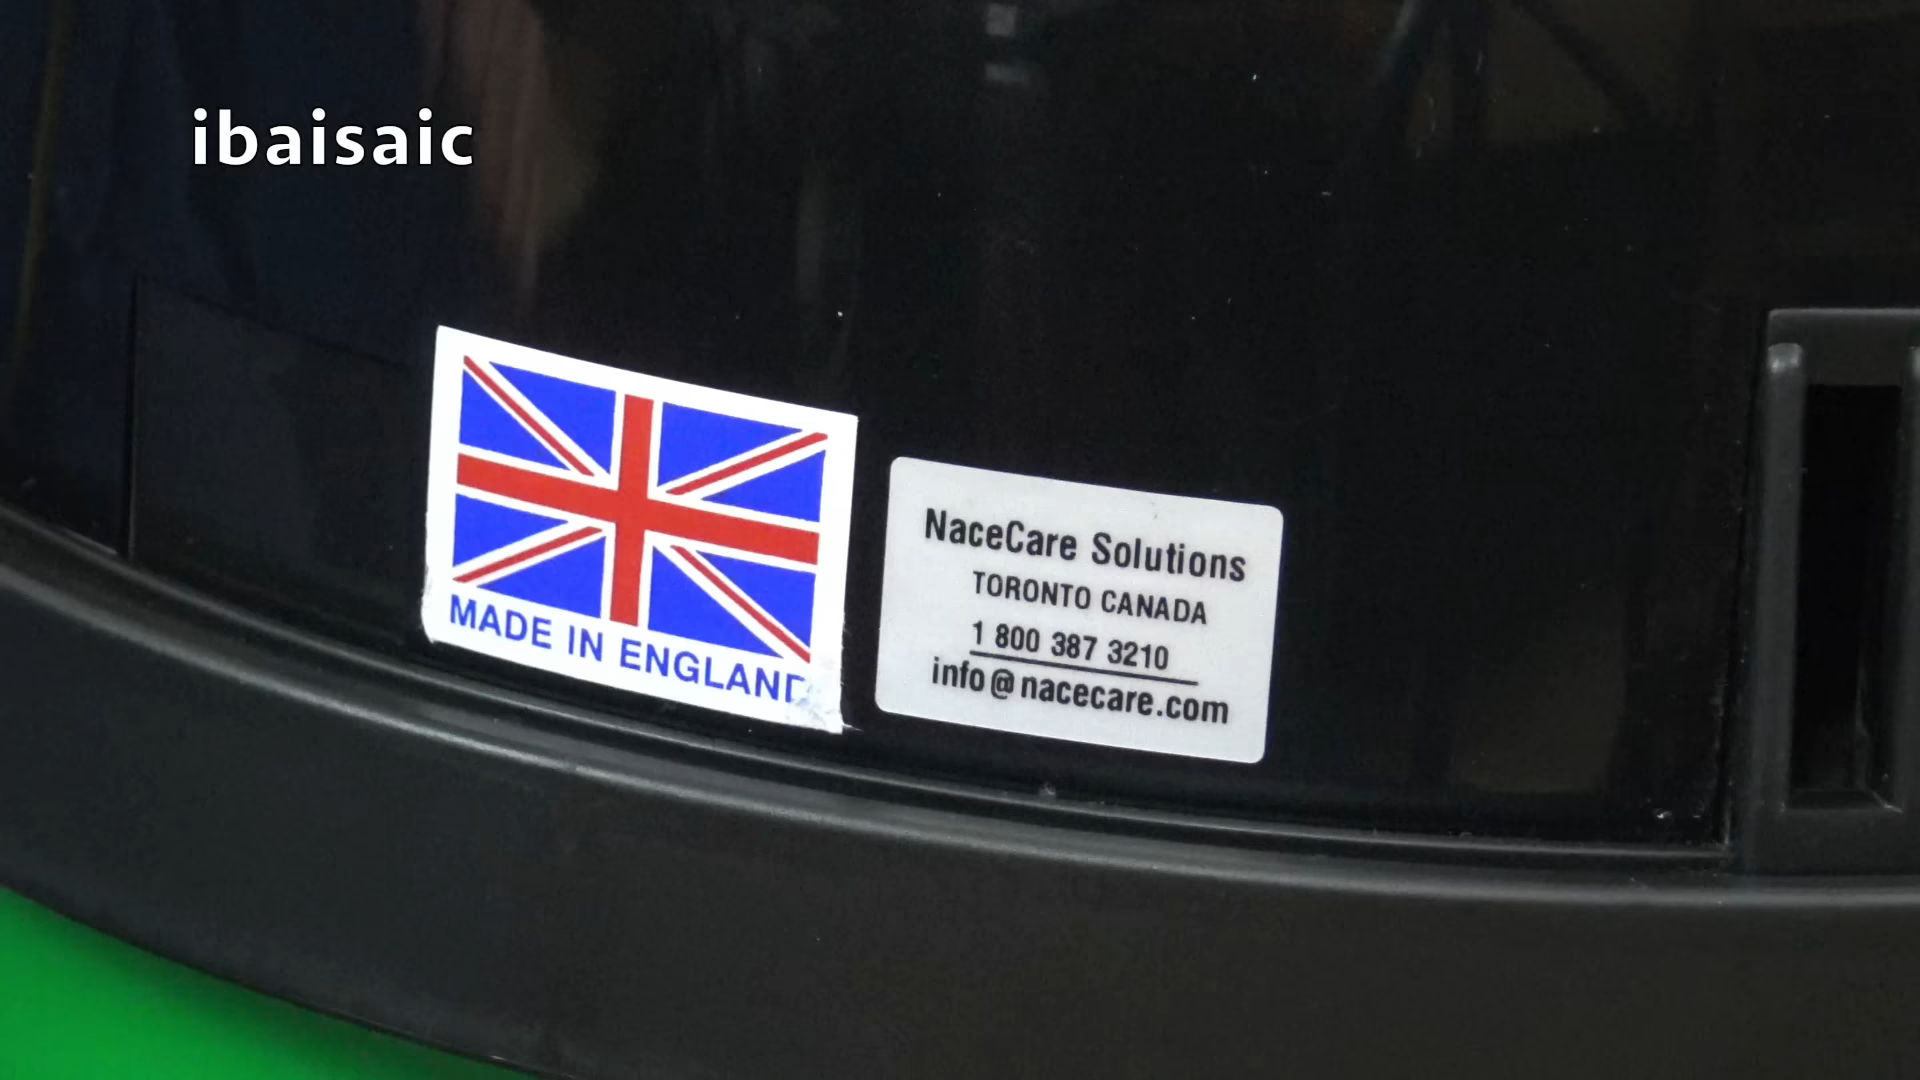 ibaisaic
MADE IN ENGLAND
NaceCare Solutions
TORONTO CANADA
1 800 387 3210
info@nacecare.com